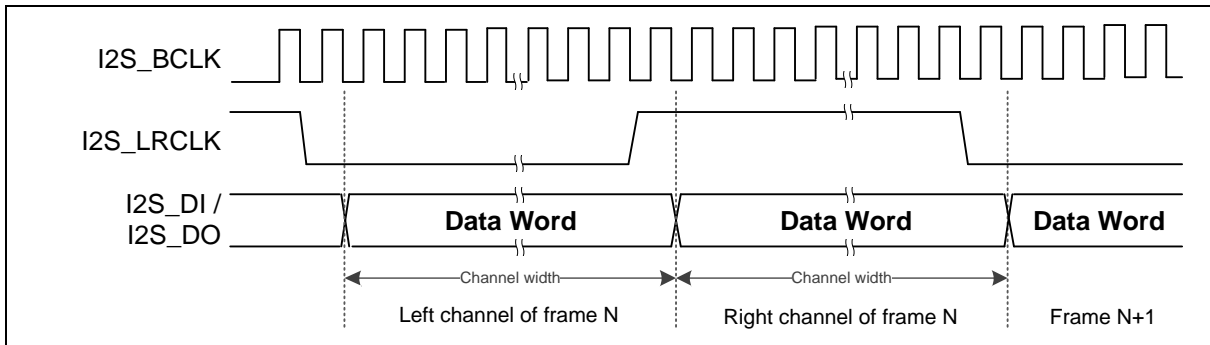 I2S_BCLK
I2S_LRCLK
I2S_DI /
I2S_DO
Data Word
Data Word
Data Word
Channel width
Channel width
Left channel of frame N
Right channel of frame N
Frame N+1